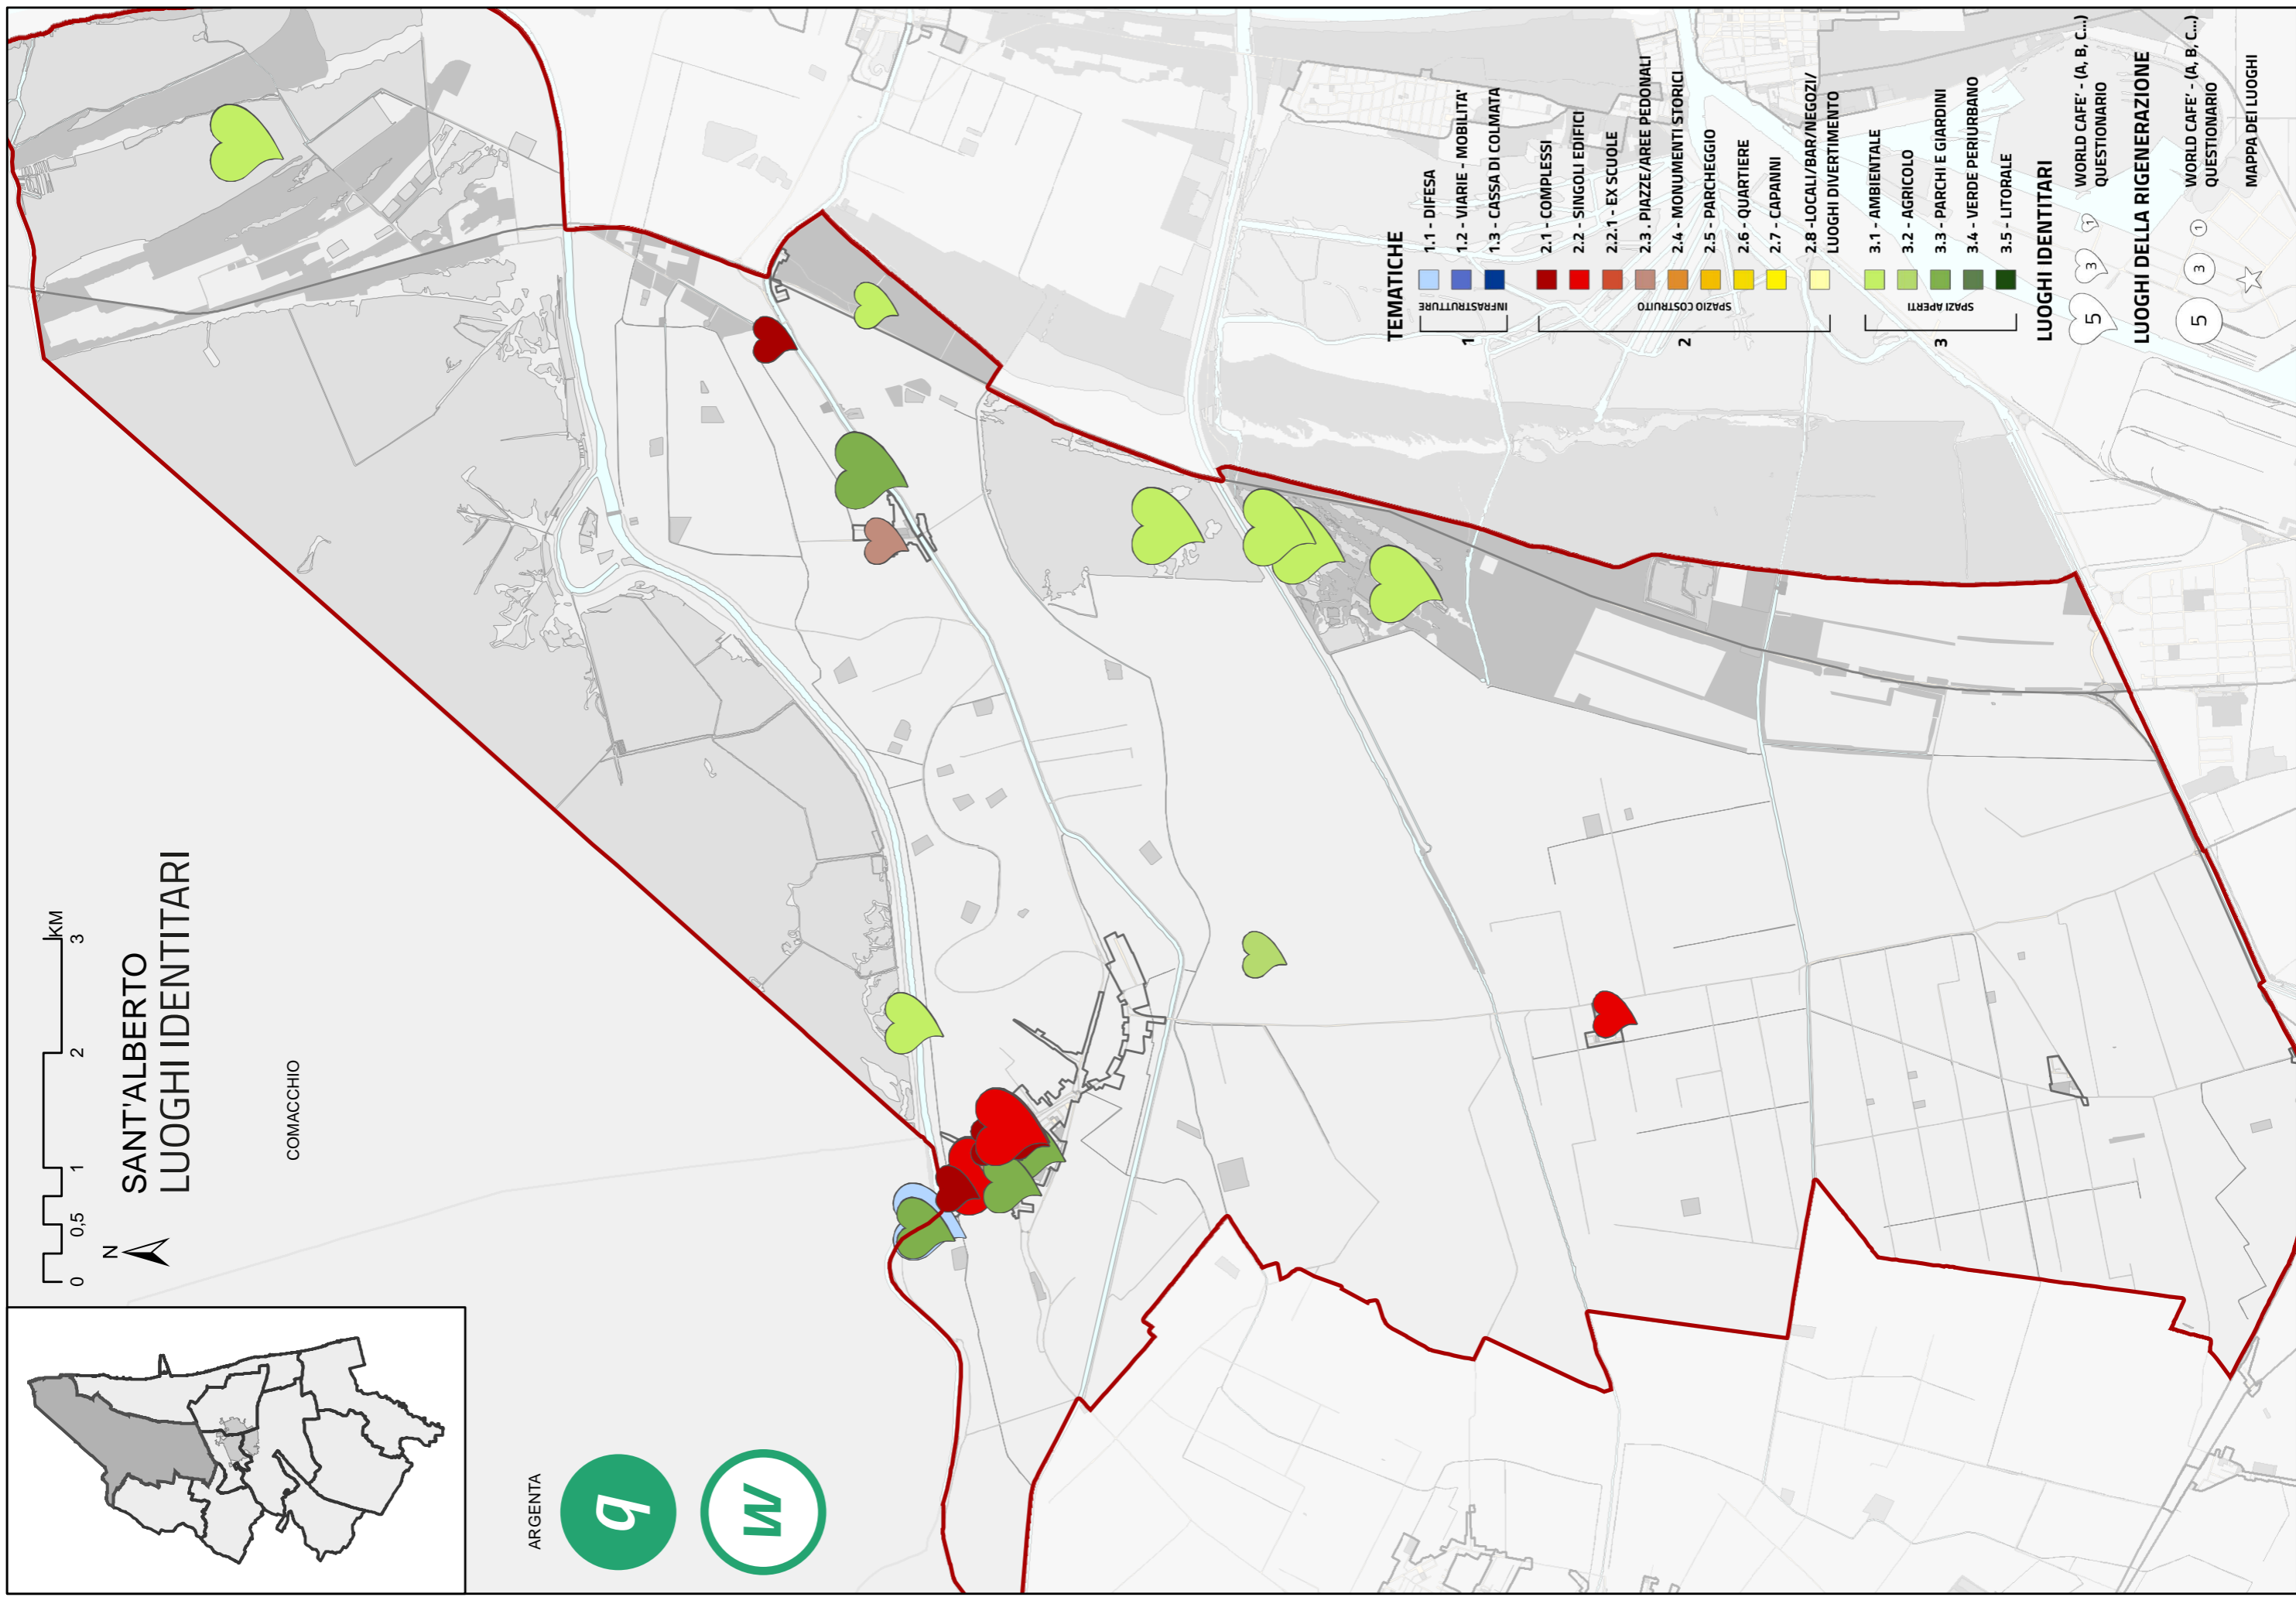 SANT'ALBERTO
LUOGHI IDENTITARI
0 0,5 1 2 3 KM
N
COMACCHIO
ARGENTA
q
w
TEMATICHE
1
INFRASTRUTTURE
1.1 - DIFESA
1.2 - VIARIE - MOBILITA'
1.3 - CASSA DI COLMATA
2
SPAZIO COSTRUITO
2.1 - COMPLESSI
2.2 - SINGOLI EDIFICI
2.2.1 - EX SCUOLE
2.3. PIAZZE/AREE PEDONALI
2.4 - MONUMENTI STORICI
2.5 - PARCHEGGIO
2.6 - QUARTIERE
2.7 - CAPANNI
2.8 -LOCALI/BAR/NEGOZI/
LUOGHI DIVERTIMENTO
3
SPAZI APERTI
3.1 - AMBIENTALE
3.2 - AGRICOLO
3.3 - PARCHI E GIARDINI
3.4 - VERDE PERIURBANO
3.5 - LITORALE
LUOGHI IDENTITARI
5 3 1 WORLD CAFE' - (A, B, C...)
QUESTIONARIO
LUOGHI DELLA RIGENERAZIONE
5 3 1 WORLD CAFE' - (A, B, C...)
QUESTIONARIO
MAPPA DEI LUOGHI